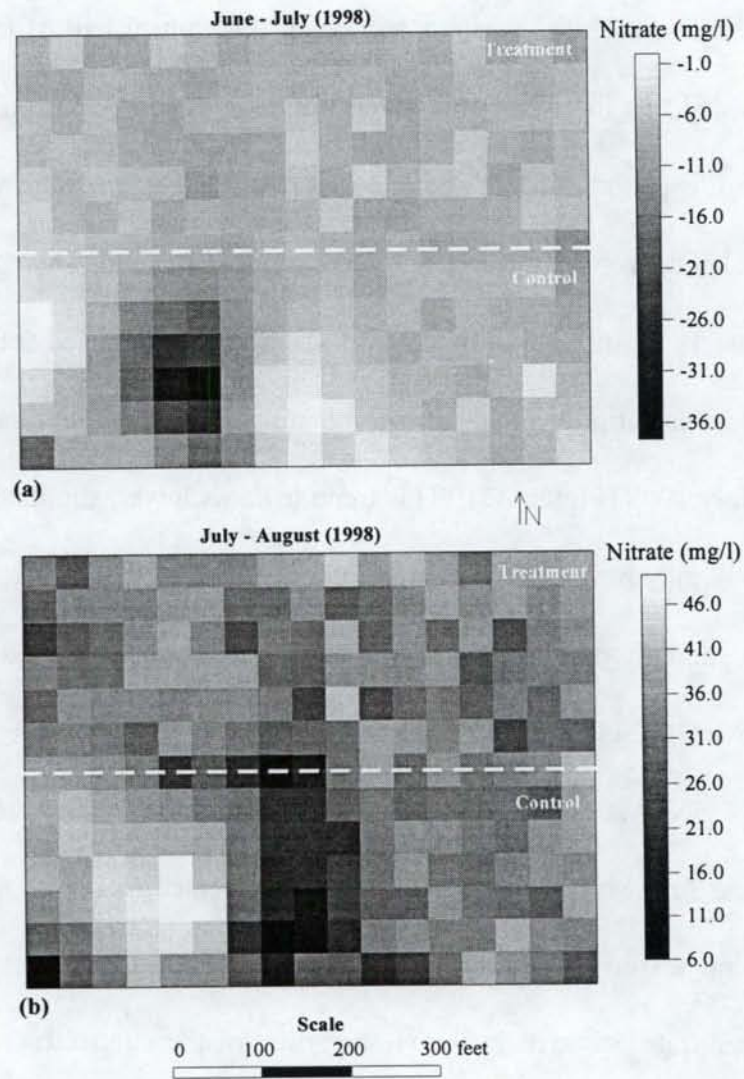 June - July (1998)
Treatment
Nitrate (mg/l)
-1.0
-6.0
-11.0
-16.0
-21.0
-26.0
-31.0
-36.0
Control
(a)
N
July - August (1998)
Treatment
Nitrate (mg/l)
46.0
41.0
36.0
31.0
26.0
21.0
16.0
11.0
6.0
Control
(b)
Scale
0 100 200 300 feet